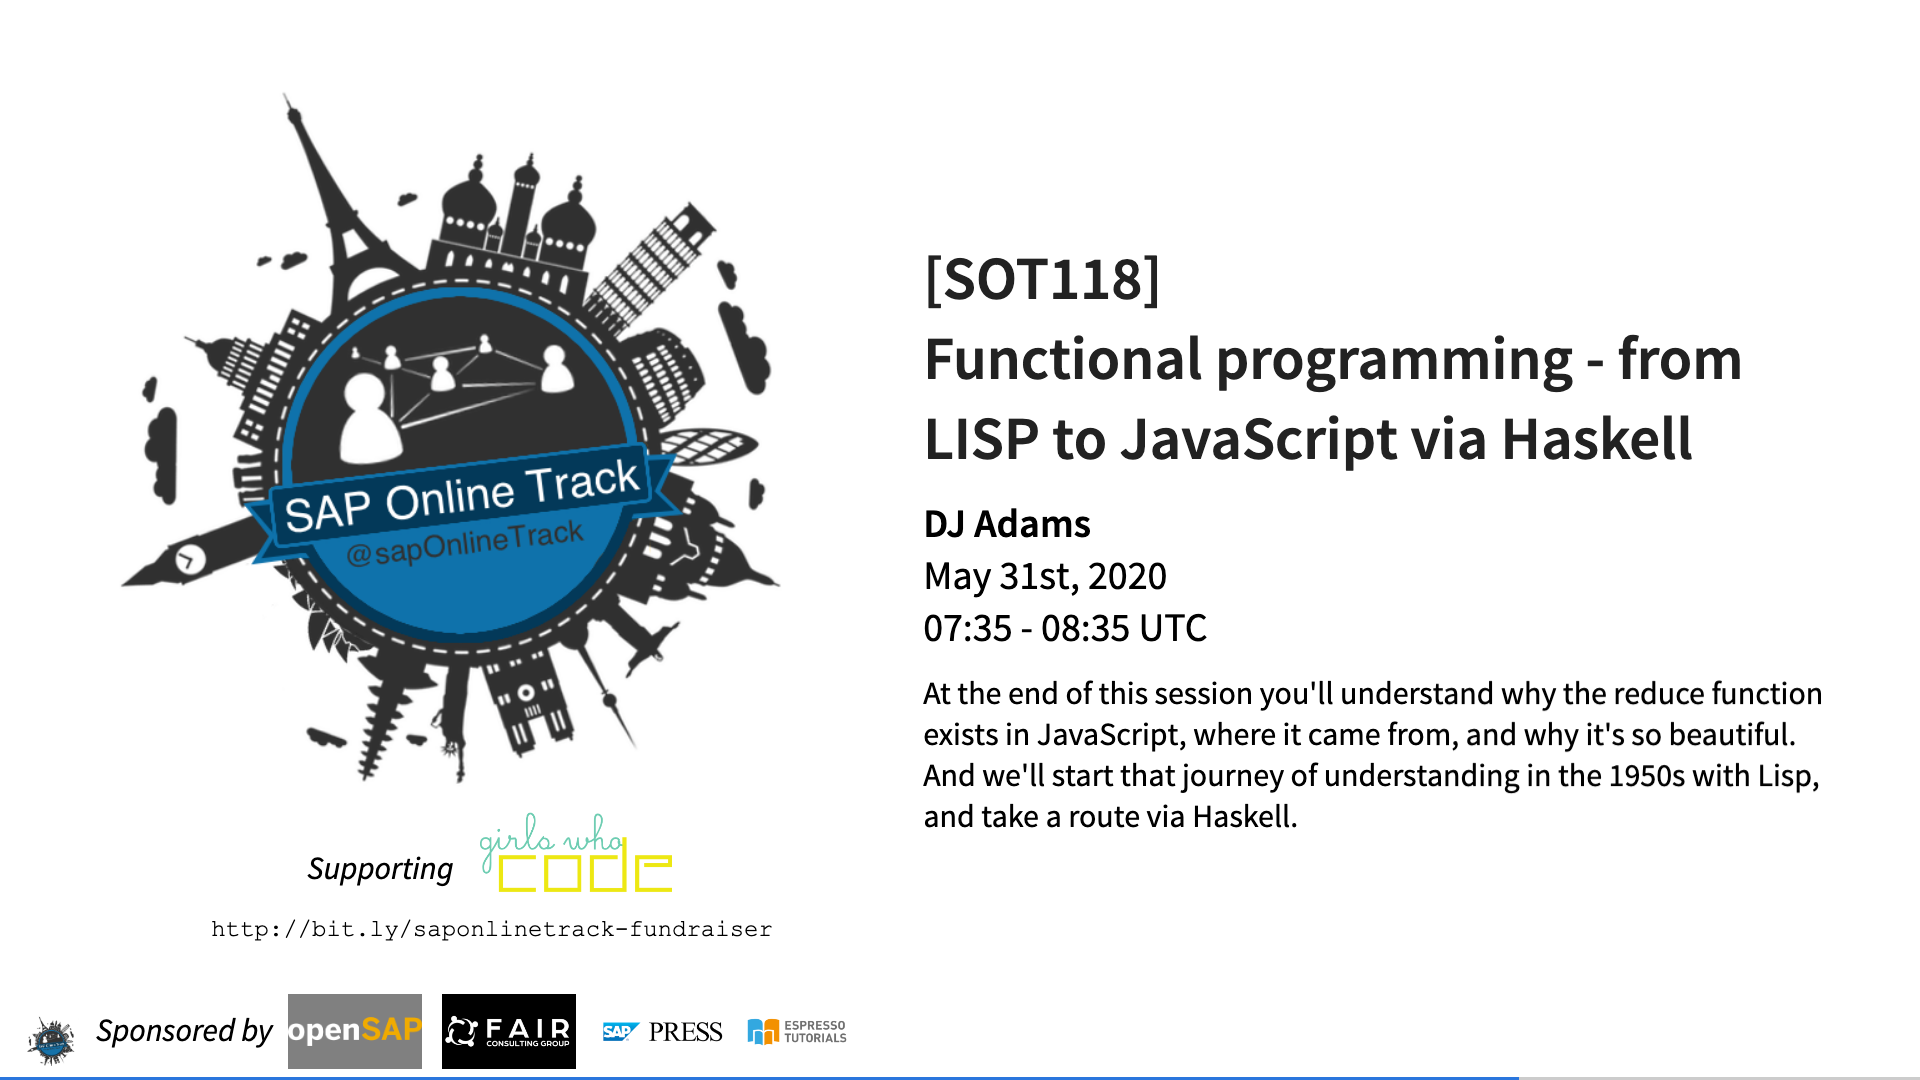 SAP Online Track
@sapOnlineTrack
Supporting
girls who
code
http://bit.ly/saponlinetrack-fundraiser
[SOT118]
Functional programming - from
LISP to JavaScript via Haskell
DJ Adams
May 31st, 2020
07:35 - 08:35 UTC
At the end of this session you'll understand why the reduce function
exists in JavaScript, where it came from, and why it's so beautiful.
And we'll start that journey of understanding in the 1950s with Lisp,
and take a route via Haskell.
Sponsored by
openSAP
FAIR
CONSULTING GROUP
SAP PRESS
ESPRESSO
TUTORIALS